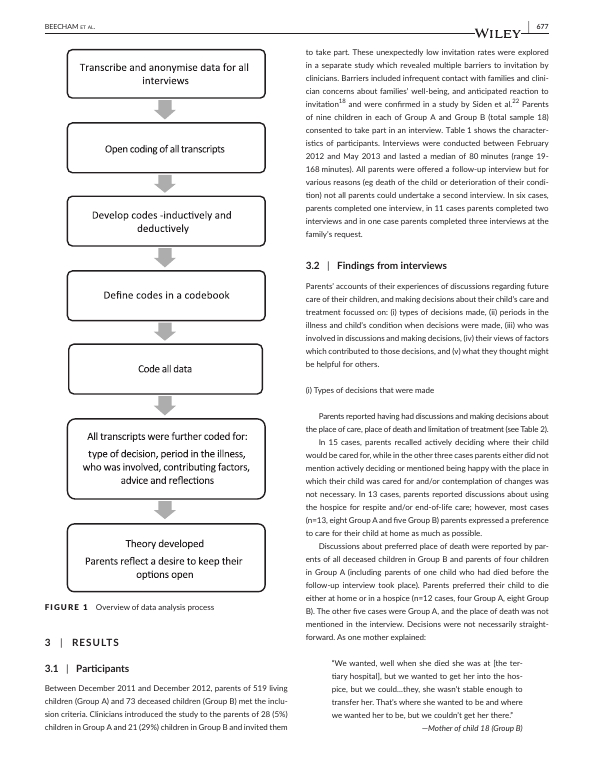 BEECHAM ET AL.
WILEY
677
Transcribe and anonymise data for all
interviews
Open coding of all transcripts
Develop codes -inductively and
deductively
Define codes in a codebook
Code all data
All transcripts were further coded for:
type of decision, period in the illness,
who was involved, contributing factors,
advice and reflections
Theory developed
Parents reflect a desire to keep their
options open
FIGURE 1 Overview of data analysis process
3 | RESULTS
3.1 | Participants
Between December 2011 and December 2012, parents of 519 living
children (Group A) and 73 deceased children (Group B) met the inclu-
sion criteria. Clinicians introduced the study to the parents of 28 (5%)
children in Group A and 21 (29%) children in Group B and invited them
to take part. These unexpectedly low invitation rates were explored
in a separate study which revealed multiple barriers to invitation by
clinicians. Barriers included infrequent contact with families and clini-
cian concerns about families' well-being, and anticipated reaction to
invitation18 and were confirmed in a study by Siden et al.22 Parents
of nine children in each of Group A and Group B (total sample 18)
consented to take part in an interview. Table 1 shows the character-
istics of participants. Interviews were conducted between February
2012 and May 2013 and lasted a median of 80 minutes (range 19-
168 minutes). All parents were offered a follow-up interview but for
various reasons (eg death of the child or deterioration of their condi-
tion) not all parents could undertake a second interview. In six cases,
parents completed one interview, in 11 cases parents completed two
interviews and in one case parents completed three interviews at the
family's request.
3.2 | Findings from interviews
Parents' accounts of their experiences of discussions regarding future
care of their children, and making decisions about their child's care and
treatment focussed on: (i) types of decisions made, (ii) periods in the
illness and child's condition when decisions were made, (iii) who was
involved in discussions and making decisions, (iv) their views of factors
which contributed to those decisions, and (v) what they thought might
be helpful for others.
(i) Types of decisions that were made
Parents reported having had discussions and making decisions about
the place of care, place of death and limitation of treatment (see Table 2).
In 15 cases, parents recalled actively deciding where their child
would be cared for, while in the other three cases parents either did not
mention actively deciding or mentioned being happy with the place in
which their child was cared for and/or contemplation of changes was
not necessary. In 13 cases, parents reported discussions about using
the hospice for respite and/or end-of-life care; however, most cases
(n=13, eight Group A and five Group B) parents expressed a preference
to care for their child at home as much as possible.
Discussions about preferred place of death were reported by par-
ents of all deceased children in Group B and parents of four children
in Group A (including parents of one child who had died before the
follow-up interview took place). Parents preferred their child to die
either at home or in a hospice (n=12 cases, four Group A, eight Group
B). The other five cases were Group A, and the place of death was not
mentioned in the interview. Decisions were not necessarily straight-
forward. As one mother explained:
"We wanted, well when she died she was at [the ter-
tiary hospital], but we wanted to get her into the hos-
pice, but we could...they, she wasn't stable enough to
transfer her. That's where she wanted to be and where
we wanted her to be, but we couldn't get her there."
—Mother of child 18 (Group B)